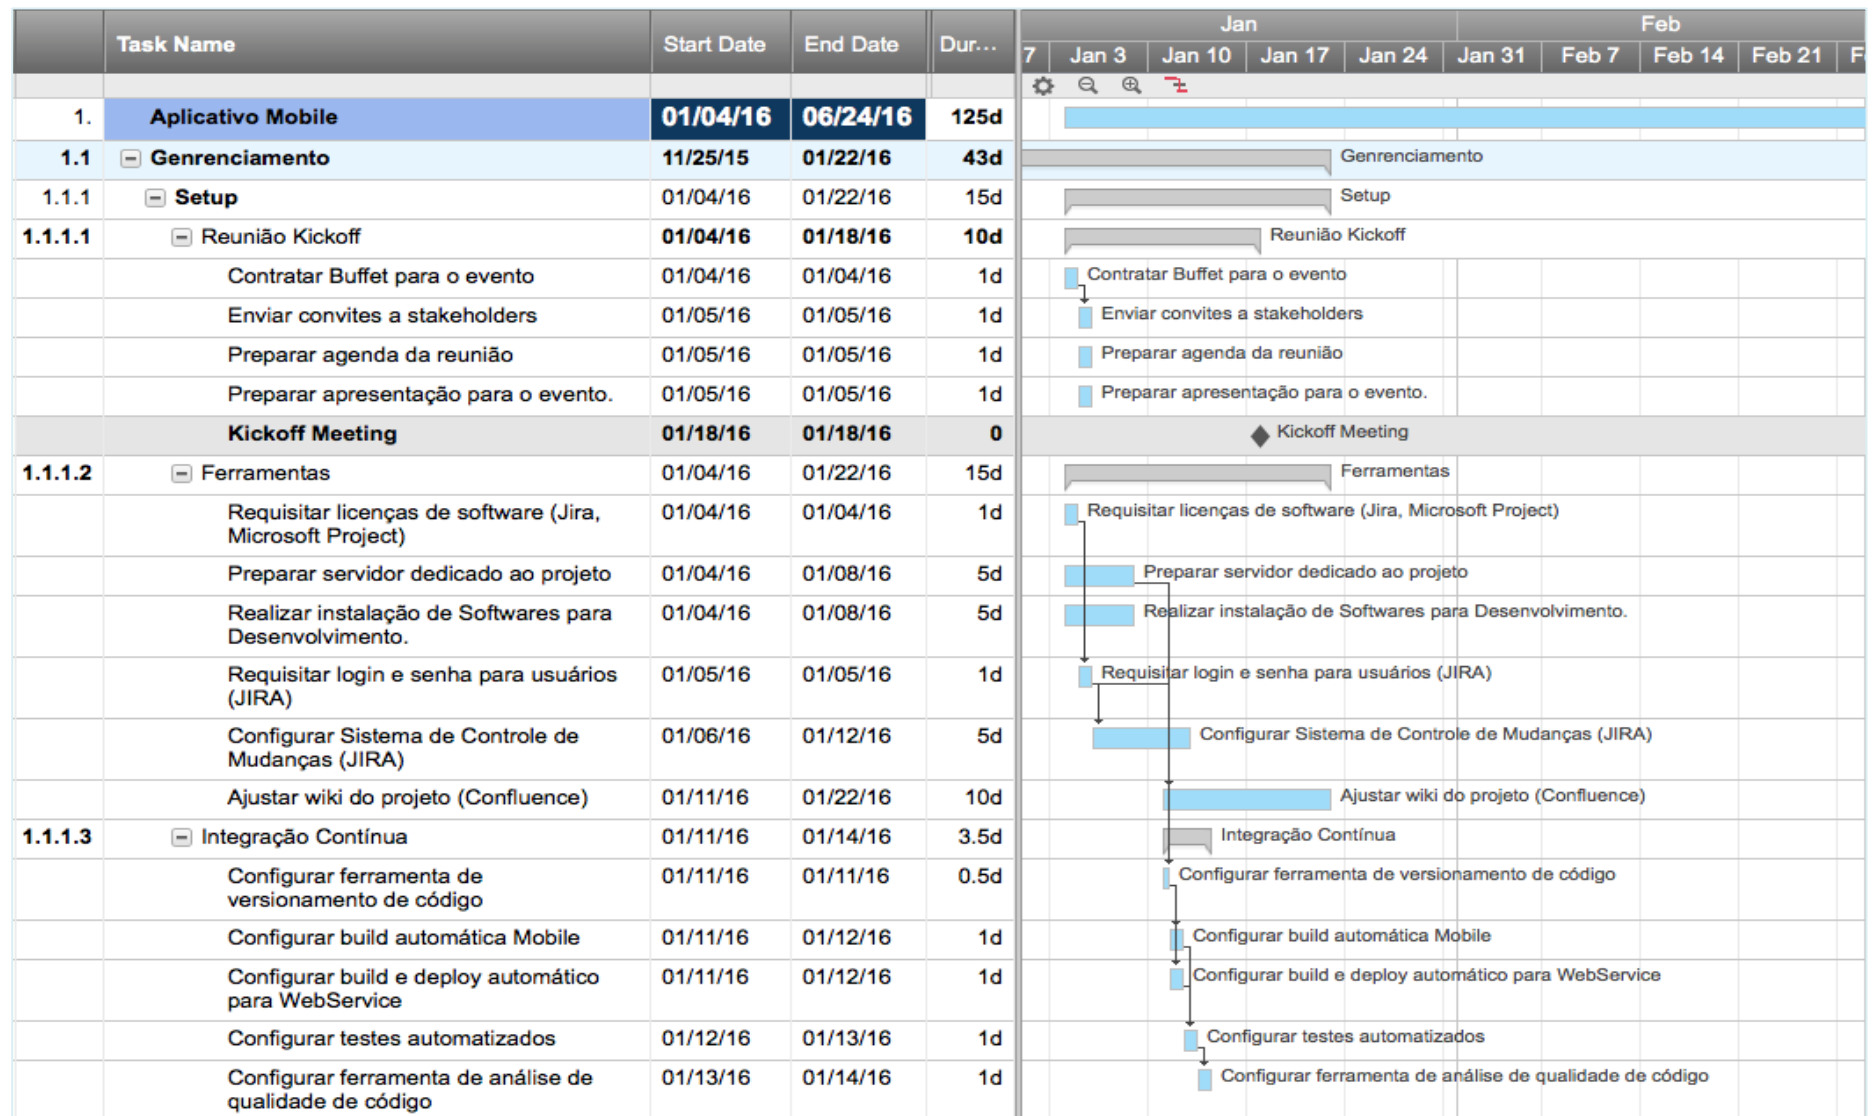 Task Name Start Date End Date Dur... Jan Feb
7 Jan 3 Jan 10 Jan 17 Jan 24 Jan 31 Feb 7 Feb 14 Feb 21 F
1. Aplicativo Mobile 01/04/16 06/24/16 125d
1.1 Genrenciamento 11/25/15 01/22/16 43d Genrenciamento
1.1.1 Setup 01/04/16 01/22/16 15d Setup
1.1.1.1 Reunião Kickoff 01/04/16 01/18/16 10d Reunião Kickoff
Contratar Buffet para o evento 01/04/16 01/04/16 1d Contratar Buffet para o evento
Enviar convites a stakeholders 01/05/16 01/05/16 1d Enviar convites a stakeholders
Preparar agenda da reunião 01/05/16 01/05/16 1d Preparar agenda da reunião
Preparar apresentação para o evento. 01/05/16 01/05/16 1d Preparar apresentação para o evento.
Kickoff Meeting 01/18/16 01/18/16 0 Kickoff Meeting
1.1.1.2 Ferramentas 01/04/16 01/22/16 15d Ferramentas
Requisitar licenças de software (Jira, 01/04/16 01/04/16 1d Requisitar licenças de software (Jira, Microsoft Project)
Microsoft Project)
Preparar servidor dedicado ao projeto 01/04/16 01/08/16 5d Preparar servidor dedicado ao projeto
Realizar instalação de Softwares para 01/04/16 01/08/16 5d Realizar instalação de Softwares para Desenvolvimento.
Desenvolvimento.
Requisitar login e senha para usuários 01/05/16 01/05/16 1d Requisitar login e senha para usuários (JIRA)
(JIRA)
Configurar Sistema de Controle de 01/06/16 01/12/16 5d Configurar Sistema de Controle de Mudanças (JIRA)
Mudanças (JIRA)
Ajustar wiki do projeto (Confluence) 01/11/16 01/22/16 10d Ajustar wiki do projeto (Confluence)
1.1.1.3 Integração Contínua 01/11/16 01/14/16 3.5d Integração Contínua
Configurar ferramenta de 01/11/16 01/11/16 0.5d Configurar ferramenta de versionamento de código
versionamento de código
Configurar build automática Mobile 01/11/16 01/12/16 1d Configurar build automática Mobile
Configurar build e deploy automático 01/11/16 01/12/16 1d Configurar build e deploy automático para WebService
para WebService
Configurar testes automatizados 01/12/16 01/13/16 1d Configurar testes automatizados
Configurar ferramenta de análise de 01/13/16 01/14/16 1d Configurar ferramenta de análise de qualidade de código
qualidade de código